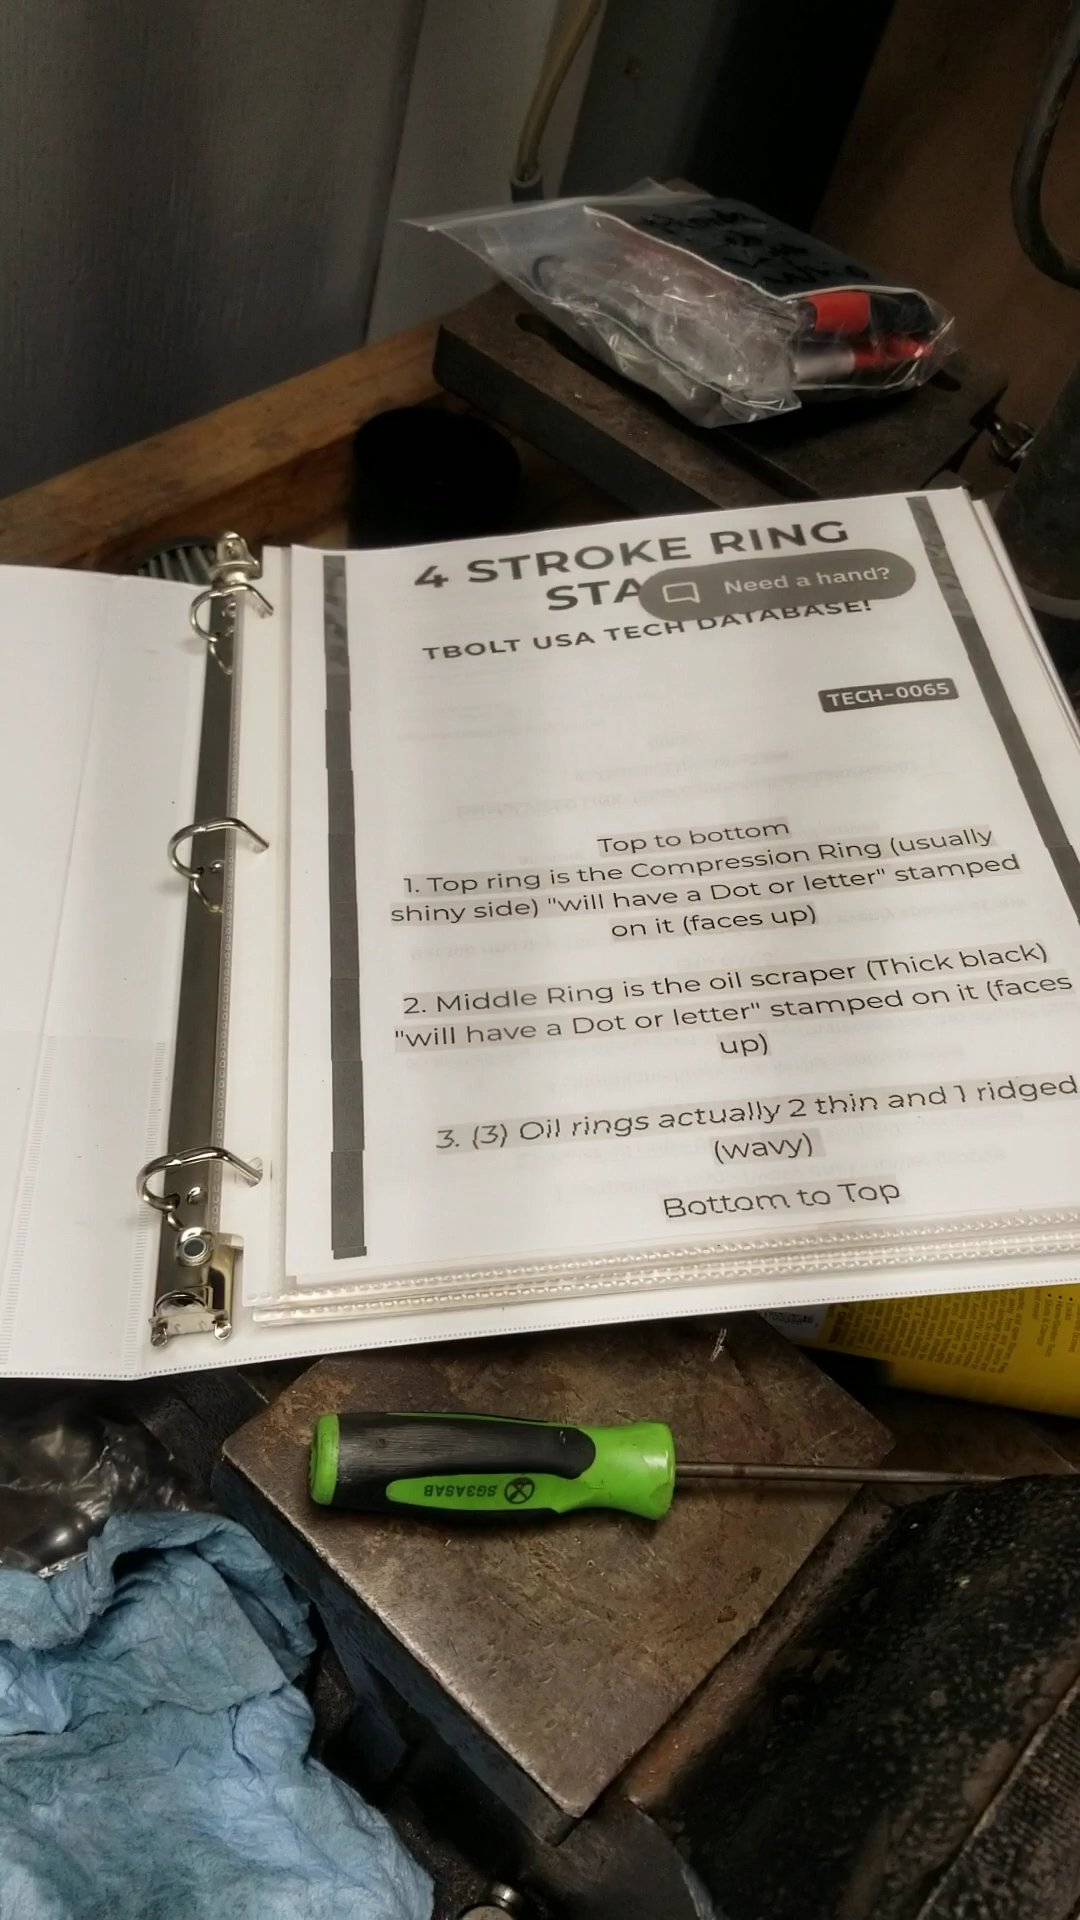 4 STROKE RING
STA
Need a hand?
TBOLT USA TECH DATABASE!
TECH-0065
Top to bottom
1. Top ring is the Compression Ring (usually
shiny side) "will have a Dot or letter" stamped
on it (faces up)
2. Middle Ring is the oil scraper (Thick black)
"will have a Dot or letter" stamped on it (faces
up)
3. (3) Oil rings actually 2 thin and 1 ridged
(wavy)
Bottom to Top
SG3ASAB